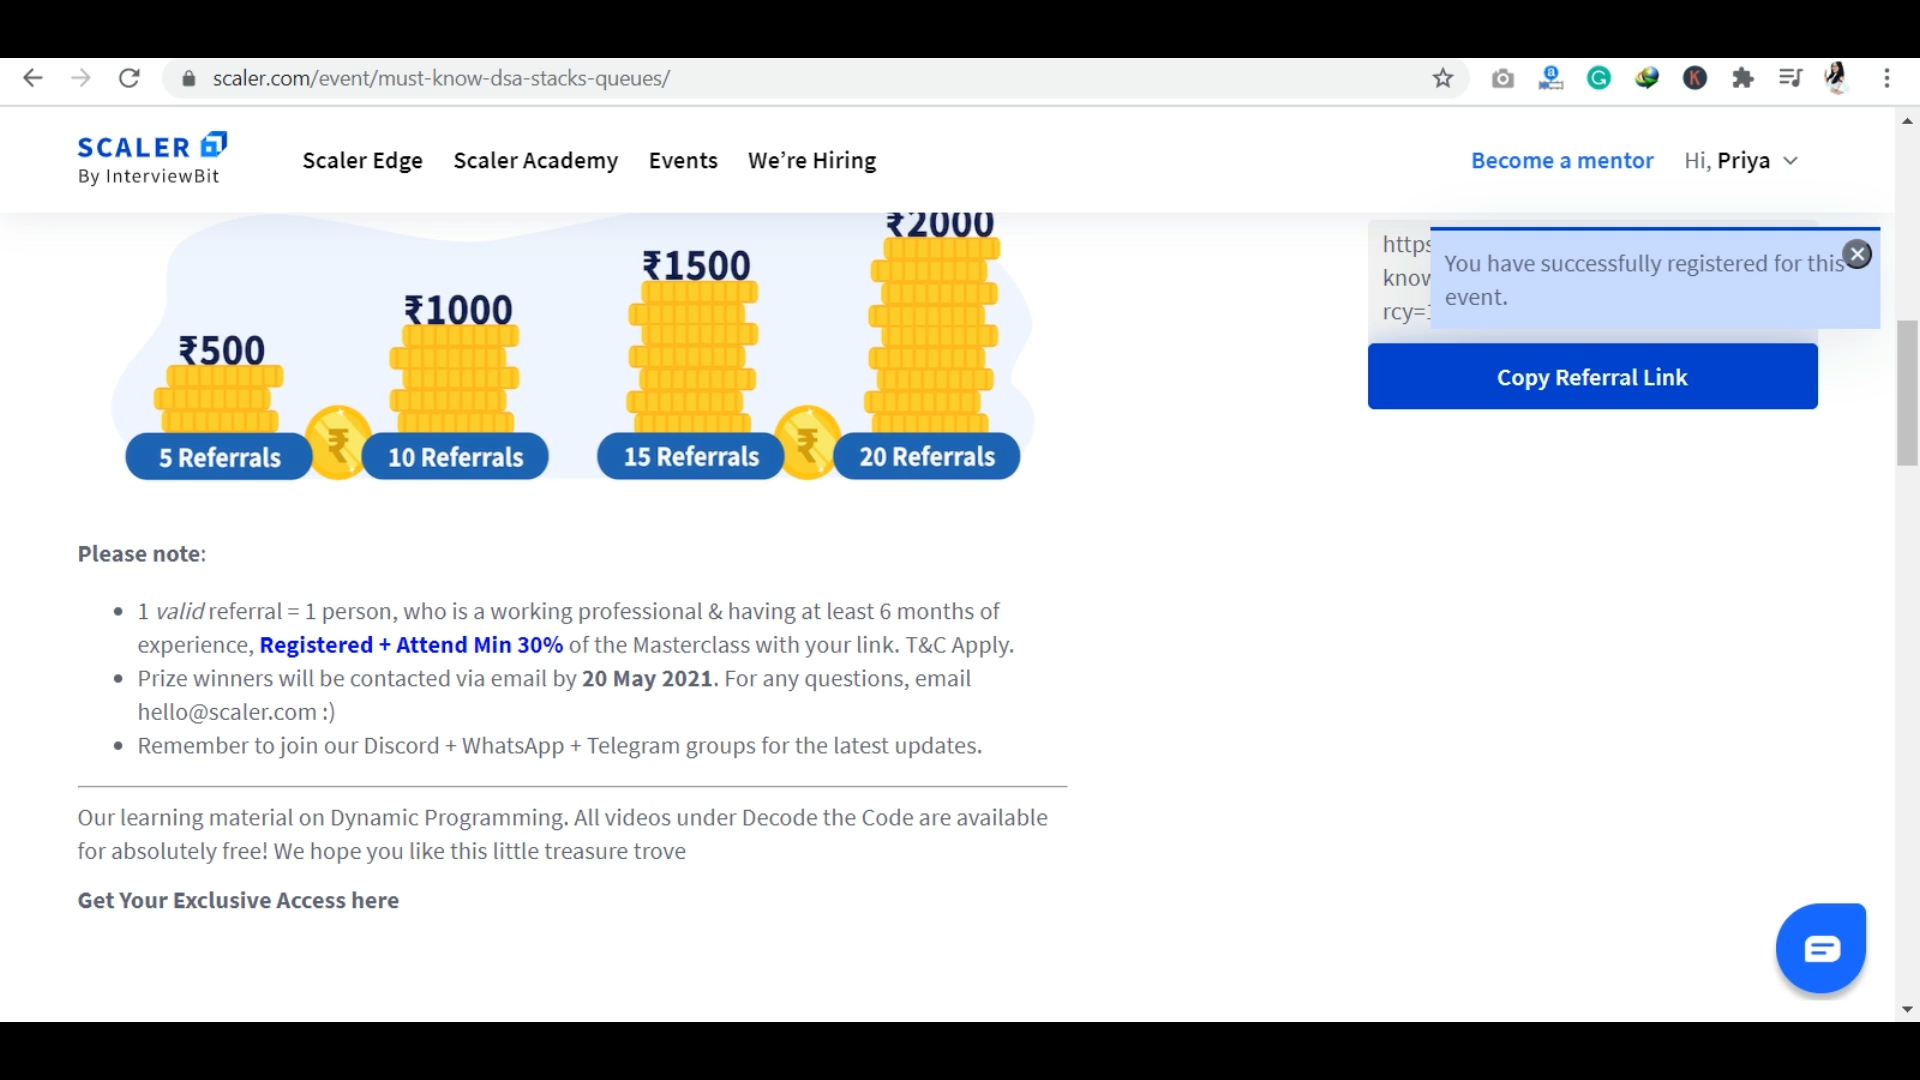 scaler.com/event/must-know-dsa-stacks-queues/
SCALER
By InterviewBit
Scaler Edge
Scaler Academy
Events
We’re Hiring
Become a mentor
Hi, Priya
₹500
₹1000
₹1500
₹2000
5 Referrals
10 Referrals
15 Referrals
20 Referrals
https
know
rcy=
You have successfully registered for this
event.
Copy Referral Link
Please note:
1 valid referral = 1 person, who is a working professional & having at least 6 months of
experience, Registered + Attend Min 30% of the Masterclass with your link. T&C Apply.
Prize winners will be contacted via email by 20 May 2021. For any questions, email
hello@scaler.com :)
Remember to join our Discord + WhatsApp + Telegram groups for the latest updates.
Our learning material on Dynamic Programming. All videos under Decode the Code are available
for absolutely free! We hope you like this little treasure trove
Get Your Exclusive Access here